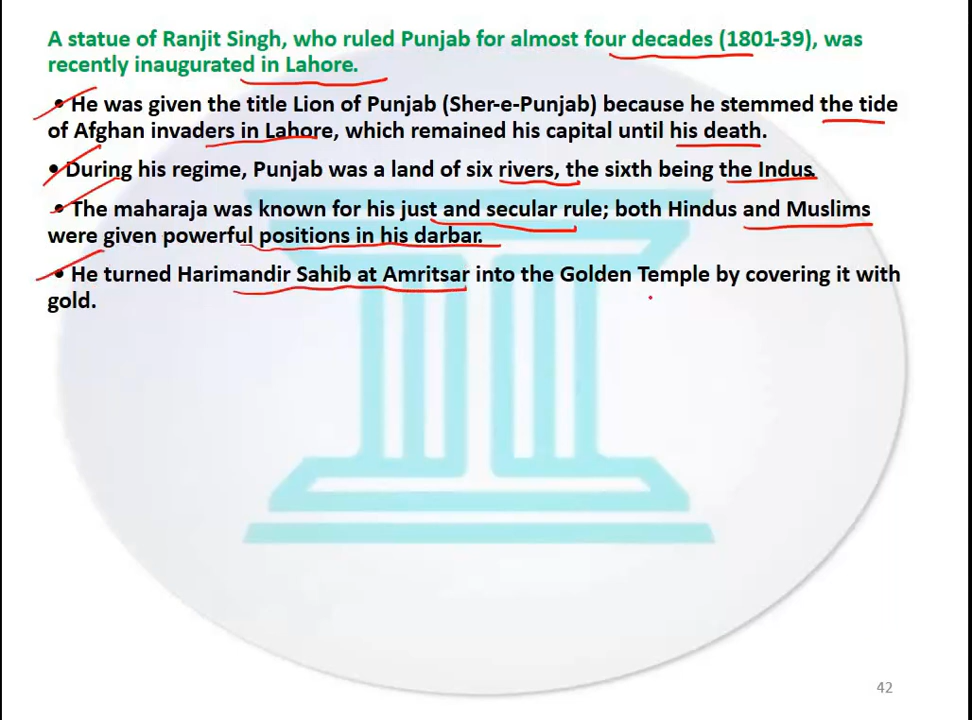 A statue of Ranjit Singh, who ruled Punjab for almost four decades (1801-39), was
recently inaugurated in Lahore.
• He was given the title Lion of Punjab (Sher-e-Punjab) because he stemmed the tide
of Afghan invaders in Lahore, which remained his capital until his death.
• During his regime, Punjab was a land of six rivers, the sixth being the Indus.
• The maharaja was known for his just and secular rule; both Hindus and Muslims
were given powerful positions in his darbar.
• He turned Harimandir Sahib at Amritsar into the Golden Temple by covering it with
gold.
42